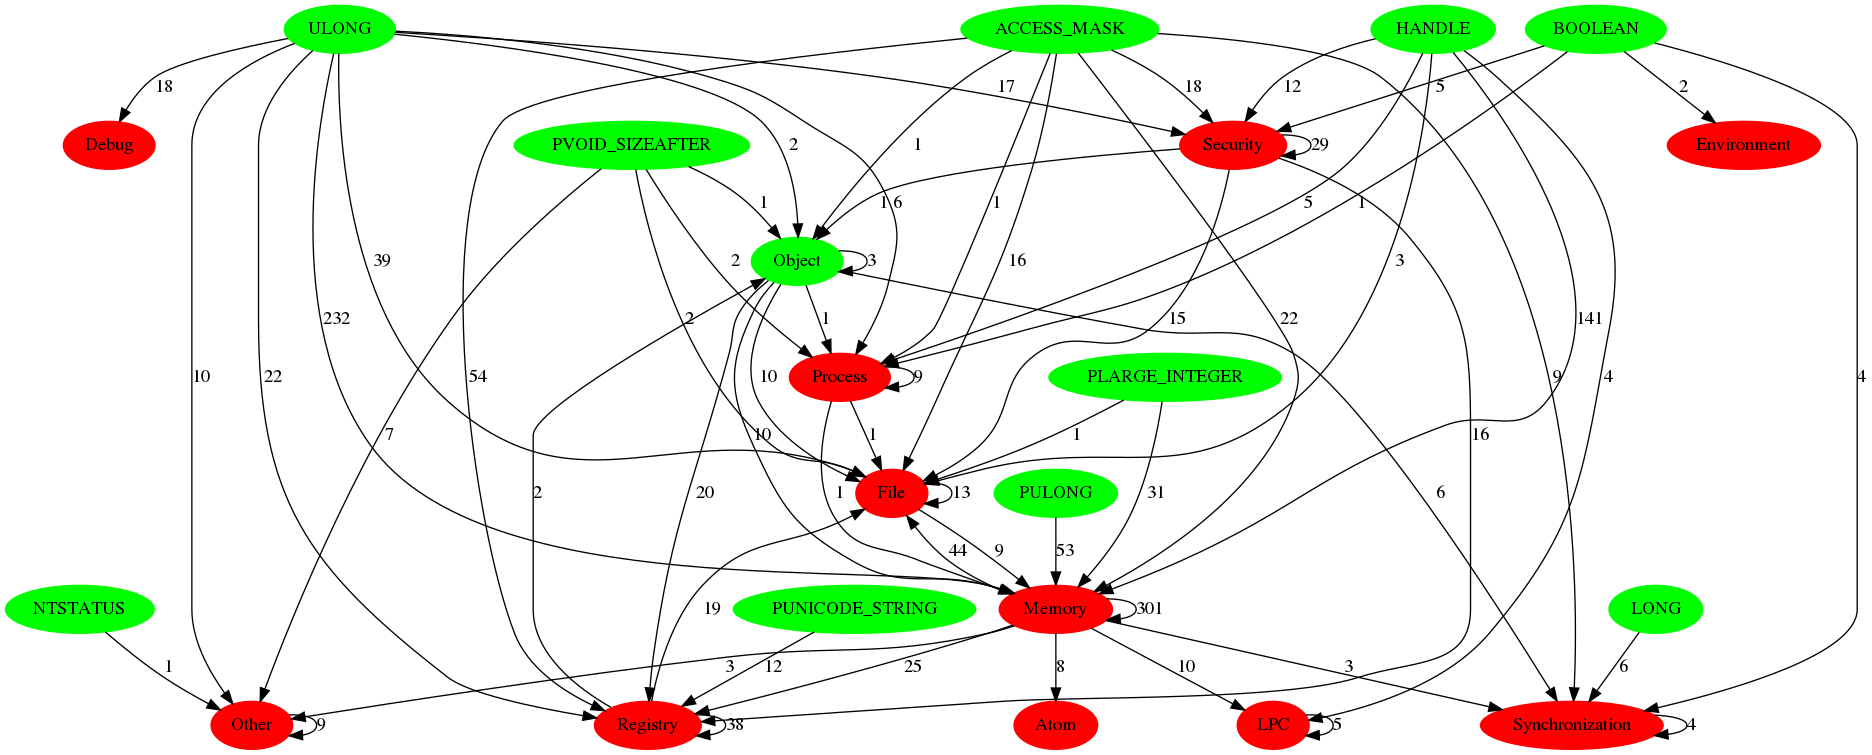 ULONG
ACCESS_MASK
HANDLE
BOOLEAN
18
17
18
12
5
2
Debug
PVOID_SIZEAFTER
2
1
Security
29
Environment
1
1
6
1
5
1
39
2
Object
3
16
3
232
2
1
15
22
141
10
22
54
10
Process
9
PLARGE_INTEGER
9
4
4
7
10
1
1
16
2
20
1
File
13
PULONG
31
6
44
9
53
NTSTATUS
19
PUNICODE_STRING
Memory
301
LONG
1
3
12
25
8
10
3
6
Other
9
Registry
38
Atom
LPC
5
Synchronization
4